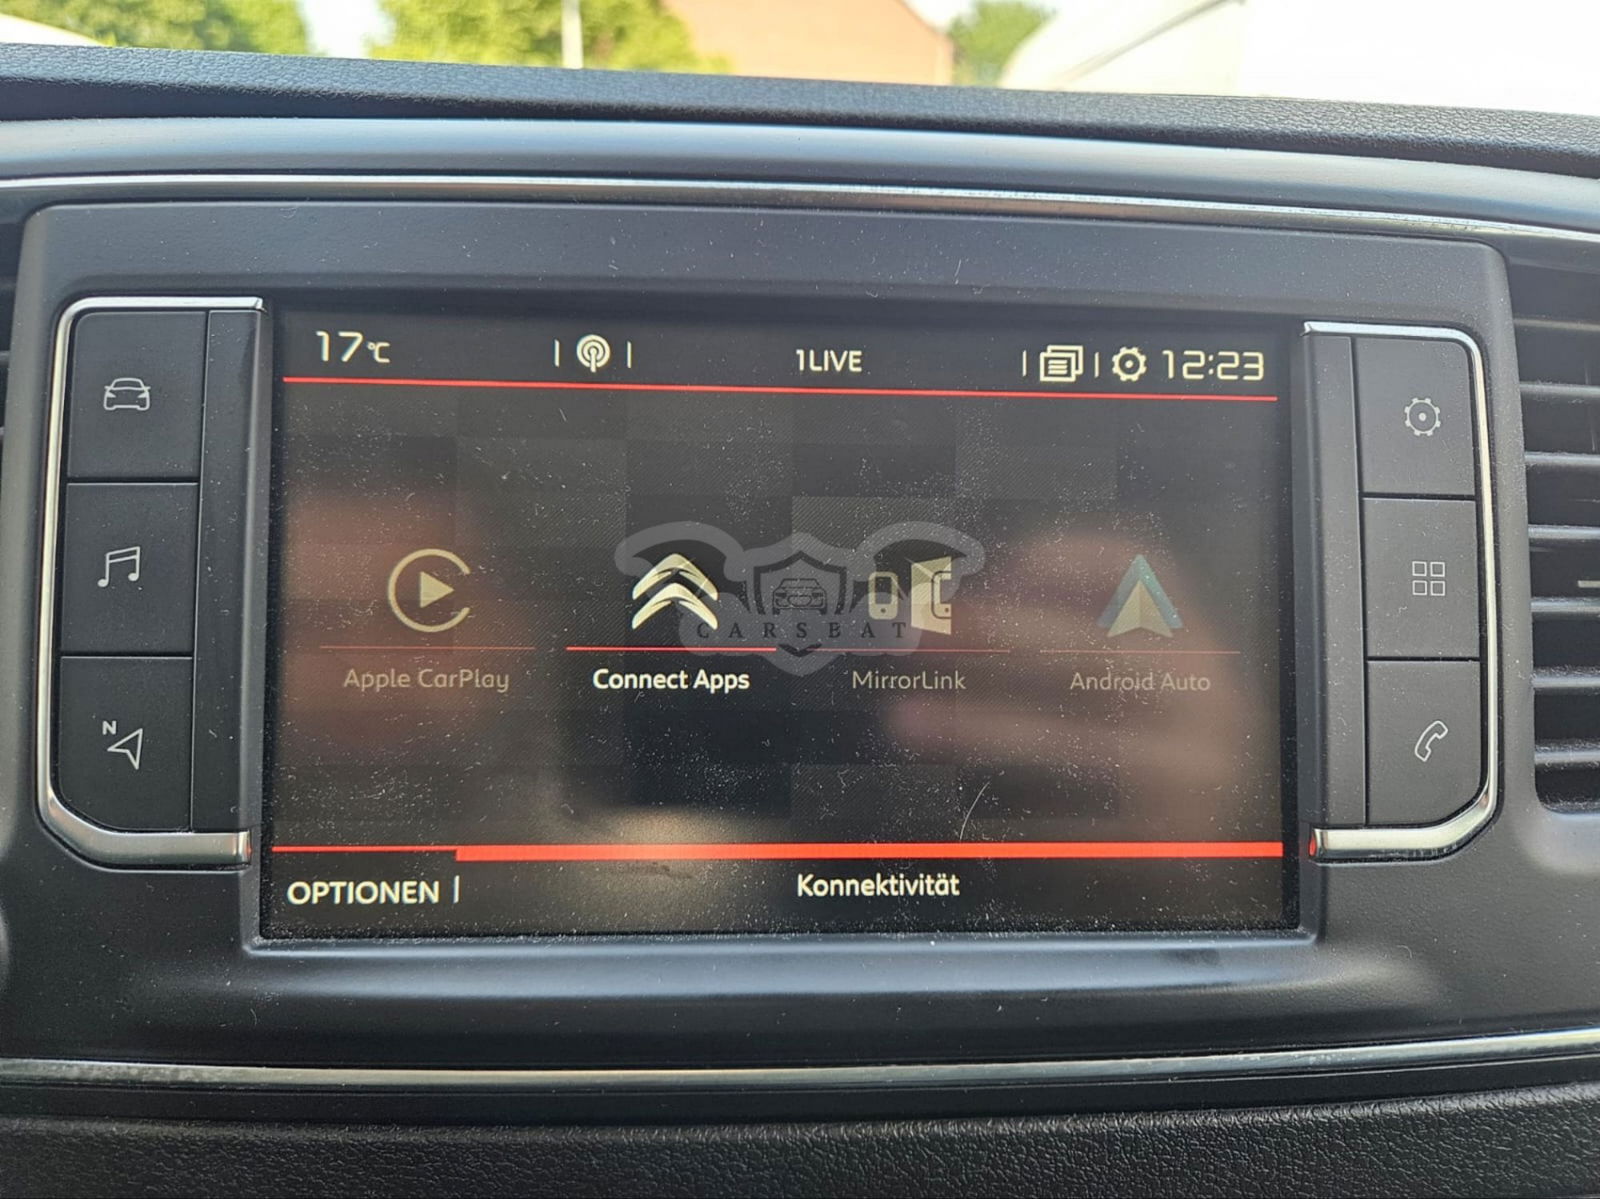 17°C
1LIVE
12:23
N
CARSBAT
Apple CarPlay
Connect Apps
MirrorLink
Android Auto
OPTIONEN
Konnektivität